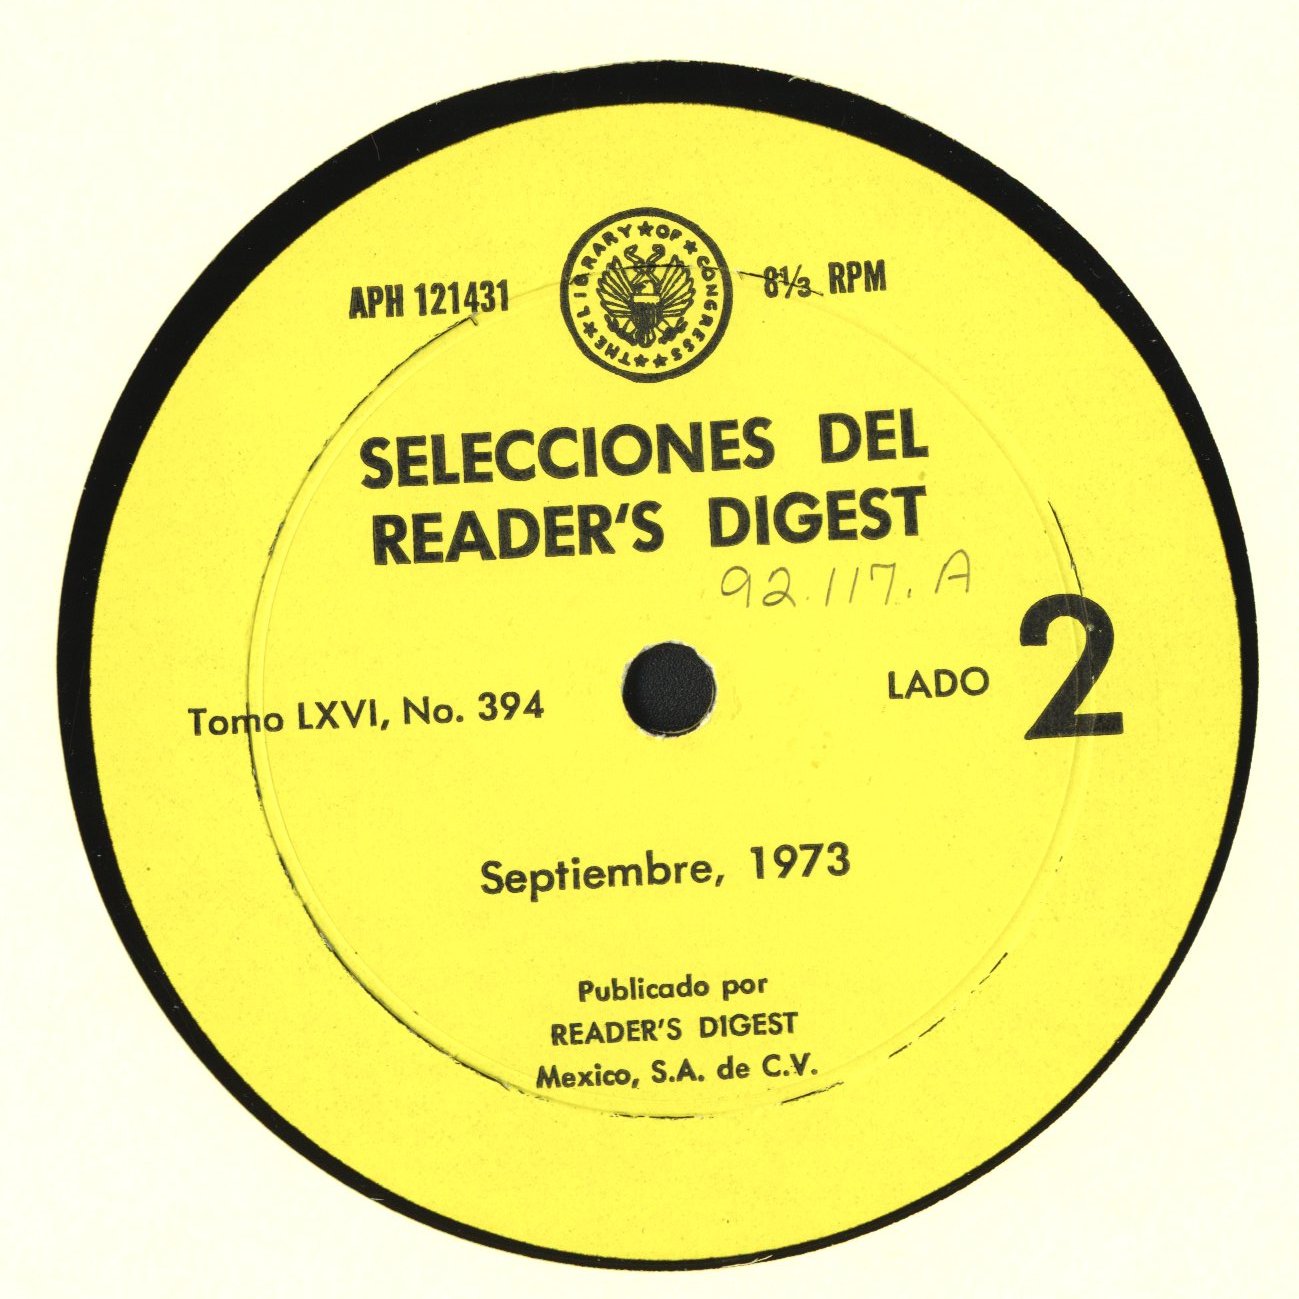 THE LIBRARY OF CONGRESS
APH 121431
8⅓ RPM
SELECCIONES DEL
READER'S DIGEST
92.117.A
Tomo LXVI, No. 394
LADO 2
Septiembre, 1973
Publicado por
READER'S DIGEST
Mexico, S.A. de C.V.